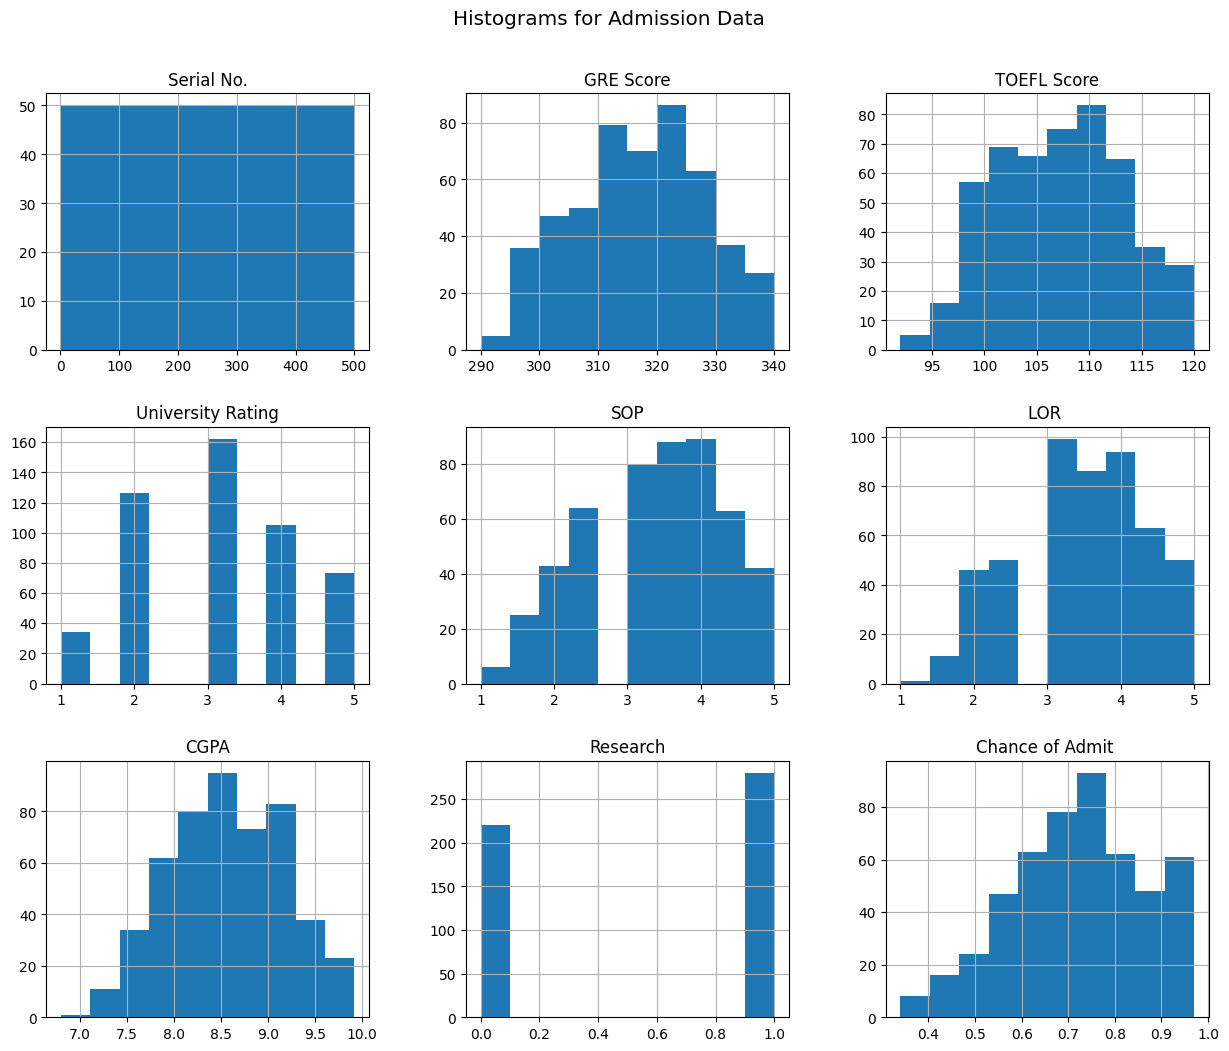 Histograms for Admission Data
Serial No.
50
40
30
20
10
0
0 100 200 300 400 500
GRE Score
80
60
40
20
0
290 300 310 320 330 340
TOEFL Score
80
70
60
50
40
30
20
10
0
95 100 105 110 115 120
University Rating
160
140
120
100
80
60
40
20
0
1 2 3 4 5
SOP
80
60
40
20
0
1 2 3 4 5
LOR
100
80
60
40
20
0
1 2 3 4 5
CGPA
80
60
40
20
0
7.0 7.5 8.0 8.5 9.0 9.5 10.0
Research
250
200
150
100
50
0
0.0 0.2 0.4 0.6 0.8 1.0
Chance of Admit
80
60
40
20
0
0.4 0.5 0.6 0.7 0.8 0.9 1.0